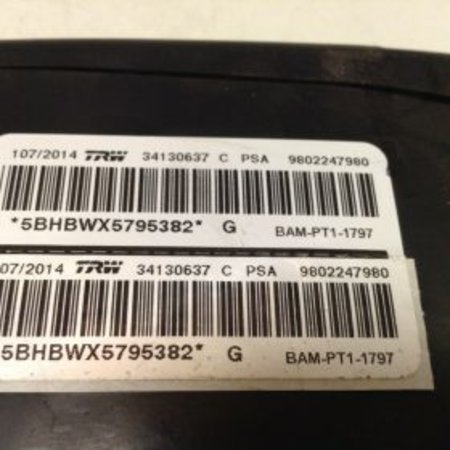 107/2014 TRW 34130637 C PSA 9802247980
*5BHBWX5795382* G BAM-PT1-1797
07/2014 TRW 34130637 C PSA 9802247980
5BHBWX5795382* G BAM-PT1-1797